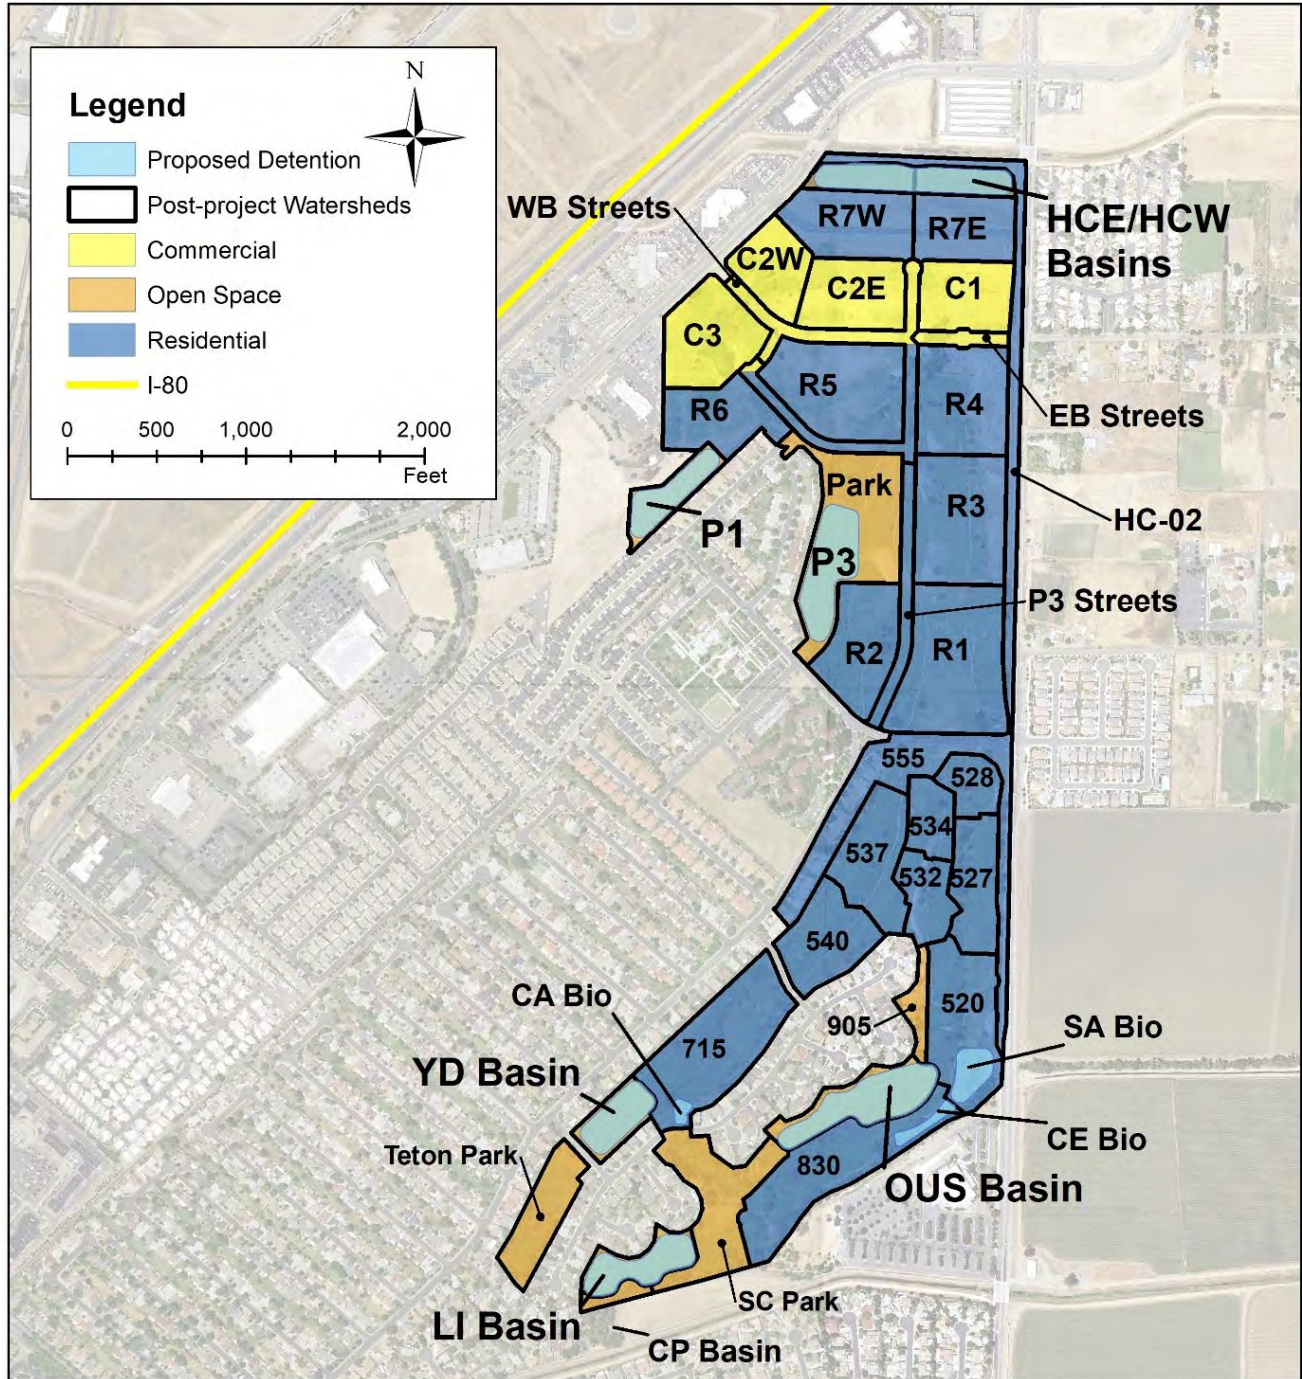 N
Legend
Proposed Detention
Post-project Watersheds
Commercial
Open Space
Residential
I-80
0 500 1,000 2,000
Feet
WB Streets
HCE/HCW
Basins
R7W
R7E
C2W
C2E
C1
C3
R5
R4
EB Streets
R6
Park
R3
HC-02
P1
P3
P3 Streets
R2
R1
555
528
534
537
532
527
540
CA Bio
520
905
SA Bio
715
YD Basin
CE Bio
Teton Park
830
OUS Basin
SC Park
LI Basin
CP Basin